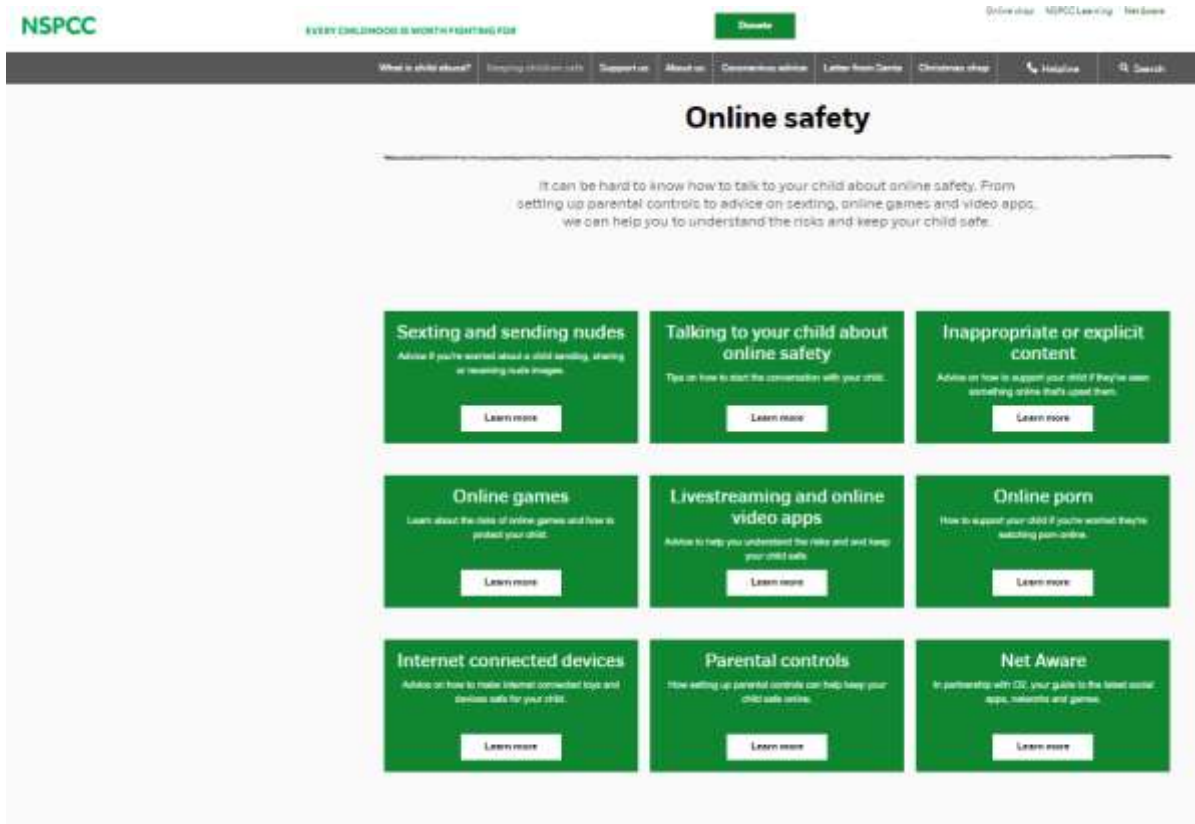 Online shop NSPCC Learning Net Aware
NSPCC
EVERY CHILDHOOD IS WORTH FIGHTING FOR
Donate
What is child abuse? Keeping children safe Support us About us Coronavirus advice Letter from Santa Christmas shop Helpline Search
Online safety
It can be hard to know how to talk to your child about online safety. From
setting up parental controls to advice on sexting, online games and video apps,
we can help you to understand the risks and keep your child safe.
Sexting and sending nudes
Advice if you're worried about a child sending, sharing
or receiving nude images.
Learn more
Talking to your child about
online safety
Tips on how to start the conversation with your child.
Learn more
Inappropriate or explicit
content
Advice on how to support your child if they've seen
something online that's upset them.
Learn more
Online games
Learn about the risks of online games and how to
protect your child.
Learn more
Livestreaming and online
video apps
Advice to help you understand the risks and and keep
your child safe.
Learn more
Online porn
How to support your child if you're worried they're
watching porn online.
Learn more
Internet connected devices
Advice on how to make internet connected toys and
devices safe for your child.
Learn more
Parental controls
How setting up parental controls can help keep your
child safe online.
Learn more
Net Aware
In partnership with O2, your guide to the latest social
apps, networks and games.
Learn more